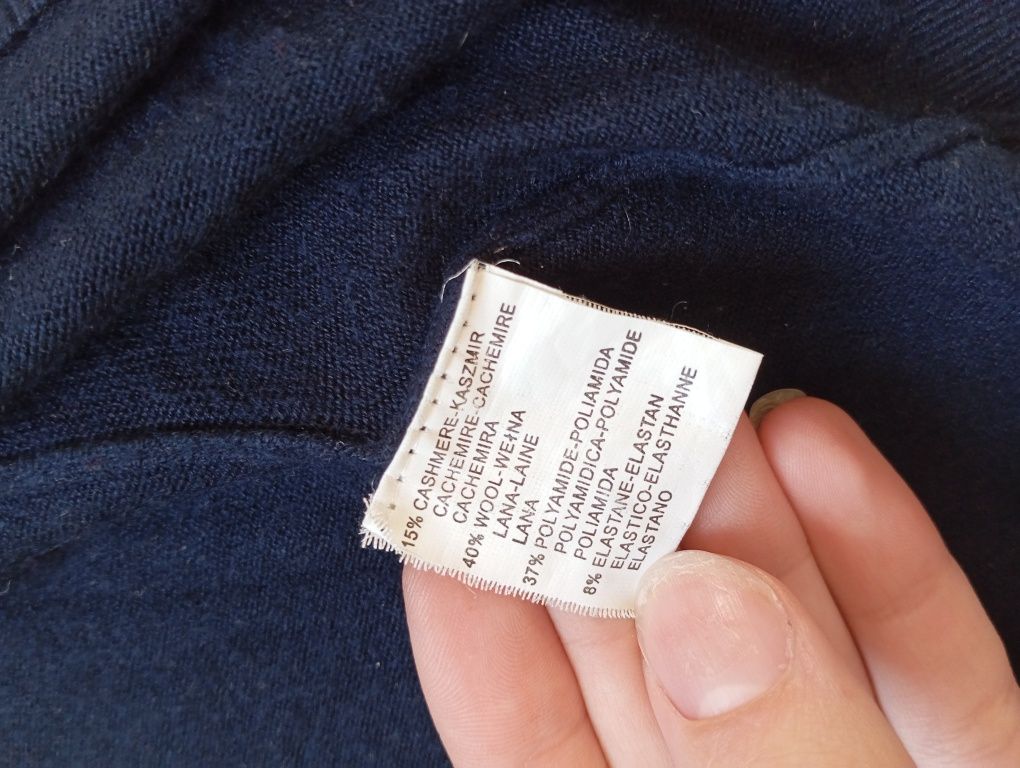 15% CASHMERE-KASZMIR
CACHEMIRE-CACHEMIRE
CACHEMIRA
40% WOOL-WEŁNA
LANA-LAINE
LANA
37% POLYAMIDE-POLIAMIDA
POLYAMIDICA-POLYAMIDE
POLIAMIDA
8% ELASTANE-ELASTAN
ELASTICO-ELASTHANNE
ELASTANO